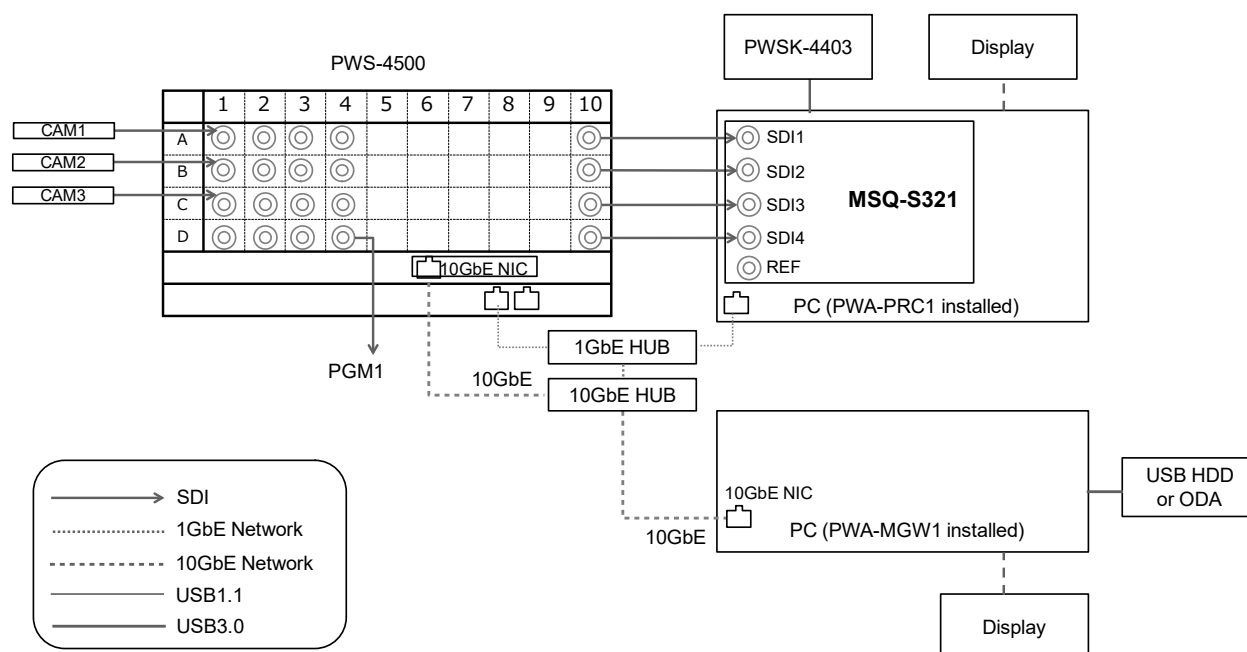 PWS-4500
PWSK-4403
Display
1 2 3 4 5 6 7 8 9 10
A
B
C
D
CAM1
CAM2
CAM3
SDI1
SDI2
SDI3
SDI4
REF
MSQ-S321
10GbE NIC
PC (PWA-PRC1 installed)
PGM1
1GbE HUB
10GbE
10GbE HUB
10GbE NIC
10GbE
PC (PWA-MGW1 installed)
USB HDD
or ODA
Display
SDI
1GbE Network
10GbE Network
USB1.1
USB3.0